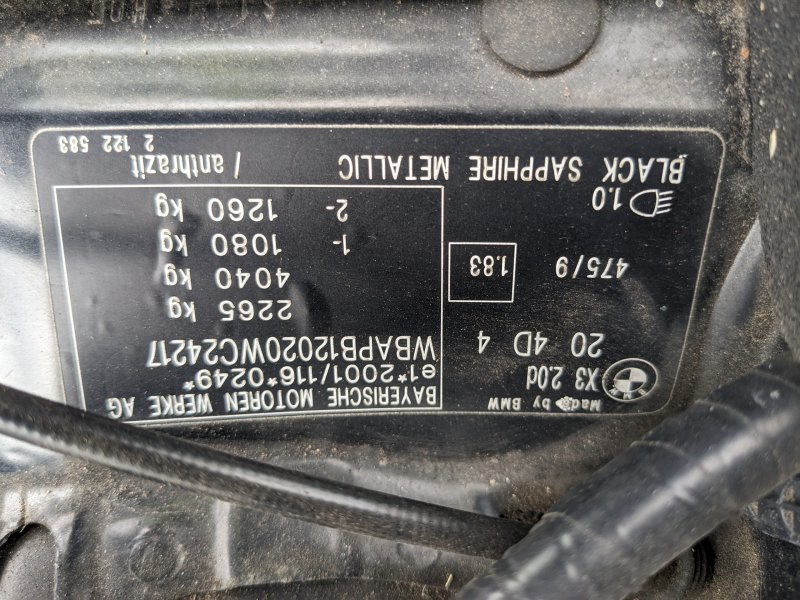 Made by BMW
X3 2.0d
20 4D 4
475/9
1.83
1.0
BAYERISCHE MOTOREN WERKE AG
e1*2001/116*0249*
WBAPB12020WC24217
2265 kg
4040 kg
1- 1080 kg
2- 1260 kg
BLACK SAPPHIRE METALLIC / anthrazit
2 122 583